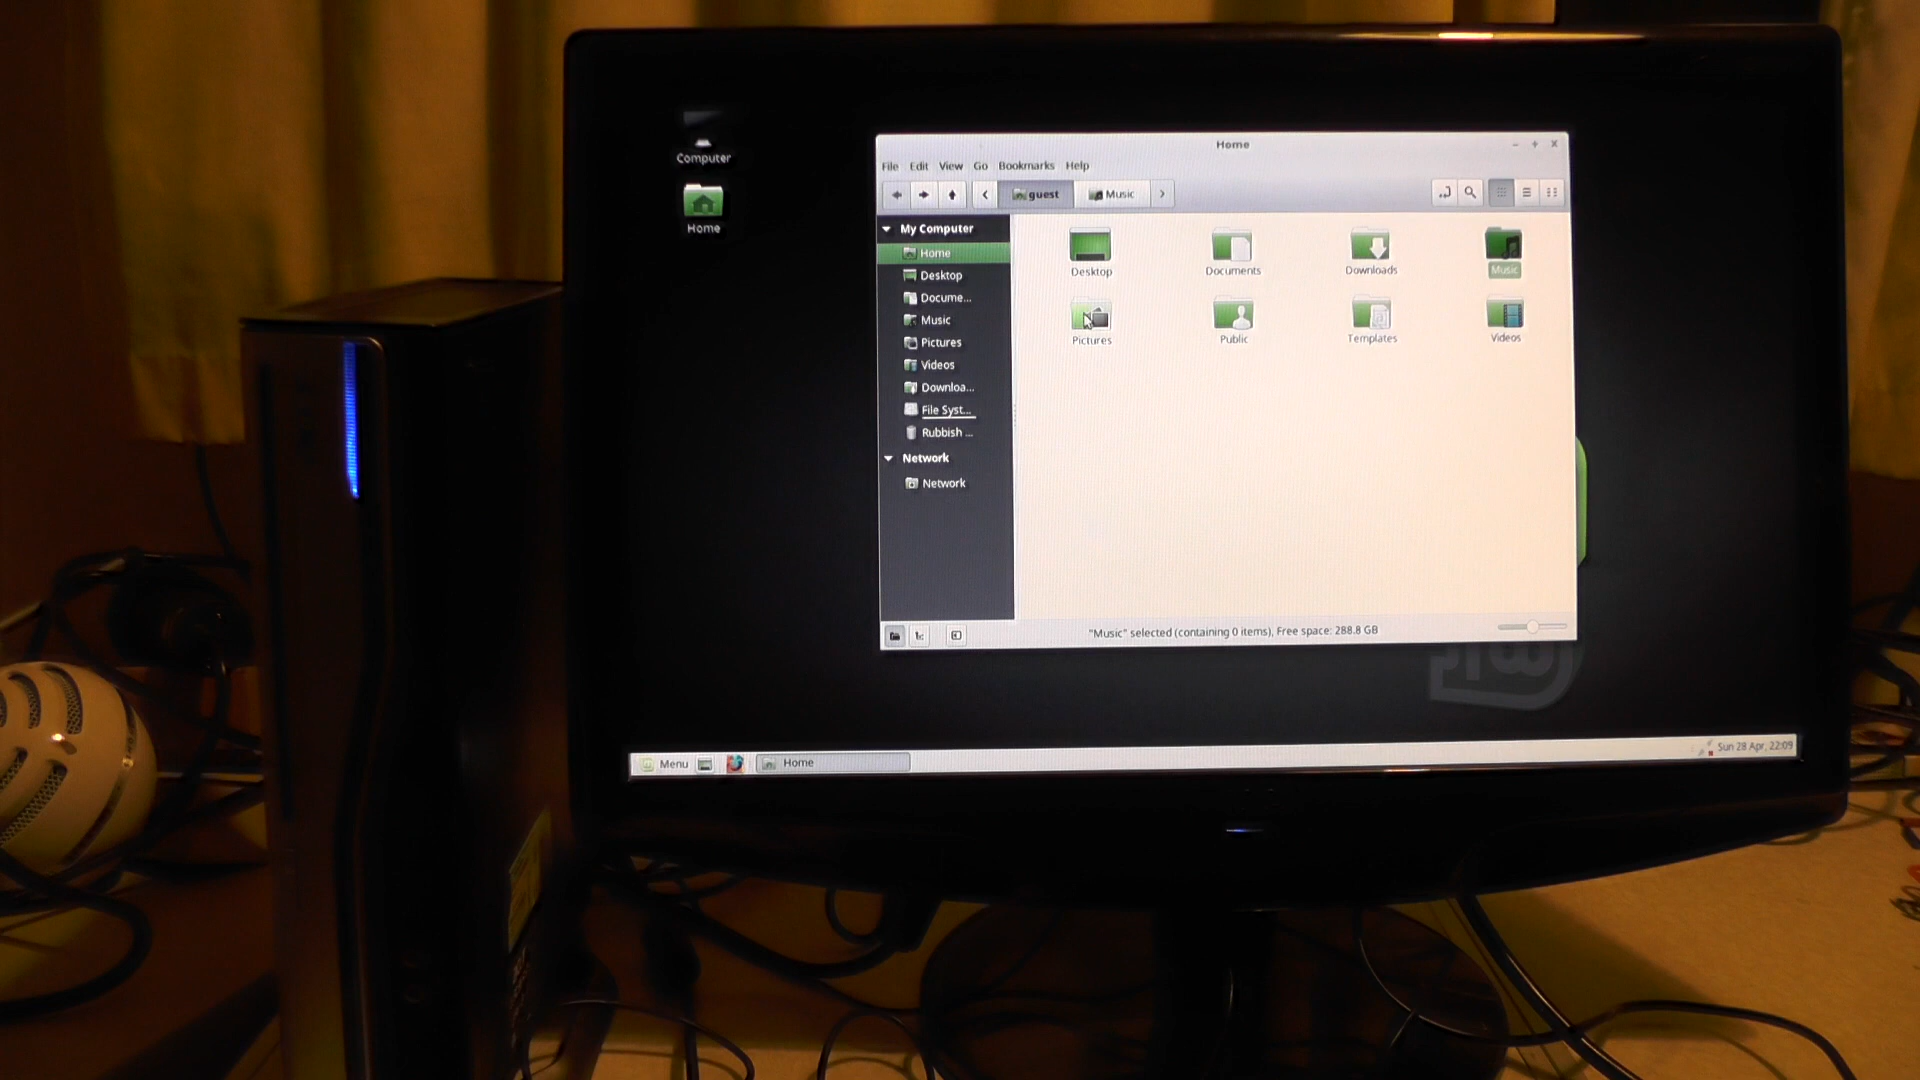 Computer
Home
Home
File Edit View Go Bookmarks Help
guest Music
My Computer
Home
Desktop
Docume...
Music
Pictures
Videos
Downloa...
File Syst...
Rubbish ...
Network
Network
Desktop Documents Downloads Music
Pictures Public Templates Videos
"Music" selected (containing 0 items), Free space: 288.8 GB
Menu Home Sun 28 Apr, 22:09